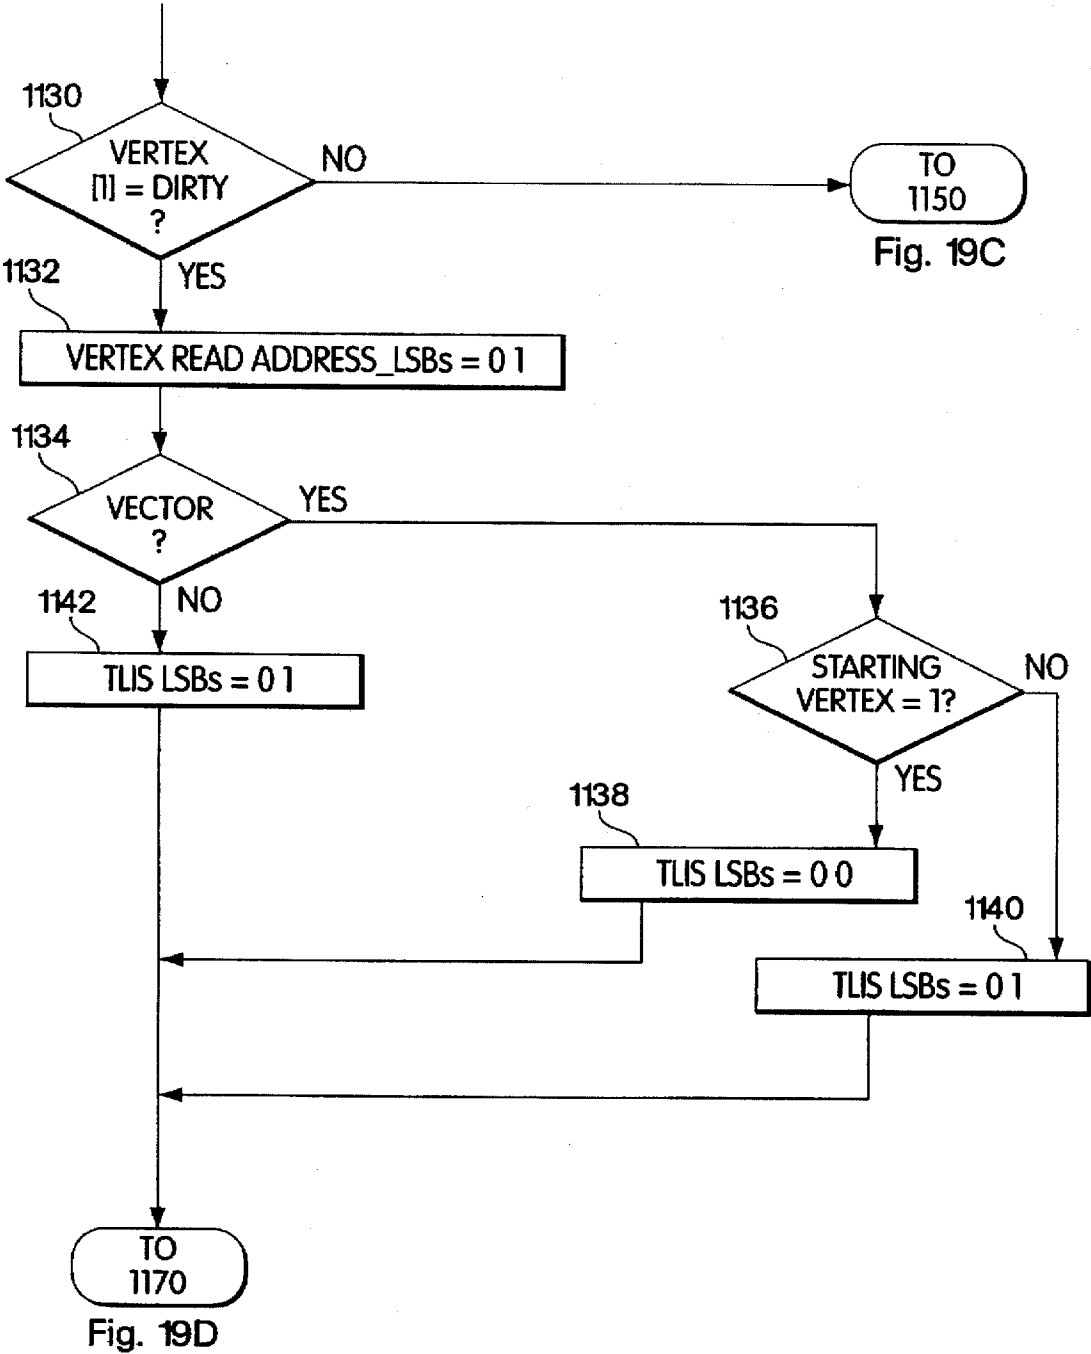 1130
VERTEX
[1] = DIRTY
?
NO
TO
1150
Fig. 19C
YES
1132
VERTEX READ ADDRESS_LSBs = 0 1
1134
VECTOR
?
YES
NO
1142
TLIS LSBs = 0 1
1136
STARTING
VERTEX = 1?
NO
YES
1138
TLIS LSBs = 0 0
1140
TLIS LSBs = 0 1
TO
1170
Fig. 19D